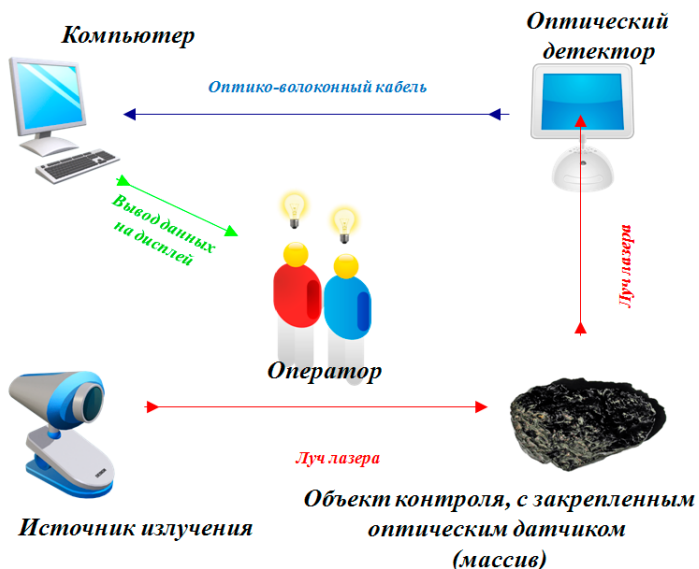 Компьютер
Оптический
детектор
Оптико-волоконный кабель
Вывод данных
на дисплей
Луч лазера
Оператор
Луч лазера
Источник излучения
Объект контроля, с закрепленным
оптическим датчиком
(массив)